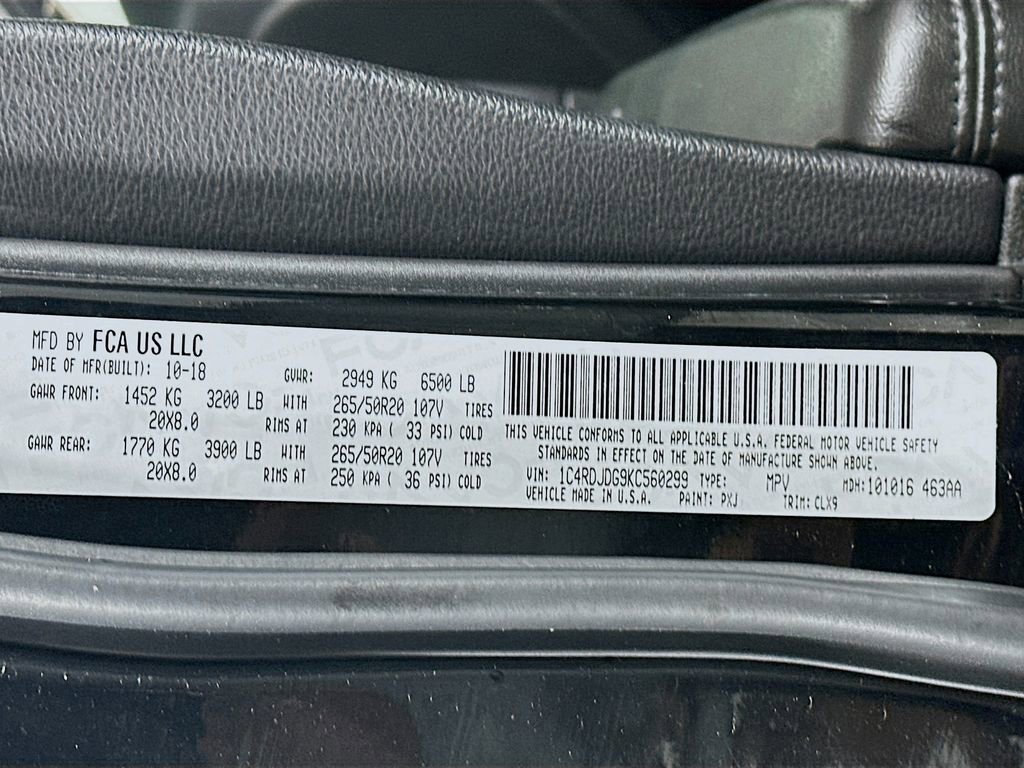 MFD BY FCA US LLC
DATE OF MFR(BUILT): 10-18 GVWR: 2949 KG 6500 LB
GAWR FRONT: 1452 KG 3200 LB WITH 265/50R20 107V TIRES
20X8.0 RIMS AT 230 KPA ( 33 PSI) COLD
GAWR REAR: 1770 KG 3900 LB WITH 265/50R20 107V TIRES
20X8.0 RIMS AT 250 KPA ( 36 PSI) COLD
THIS VEHICLE CONFORMS TO ALL APPLICABLE U.S.A. FEDERAL MOTOR VEHICLE SAFETY
STANDARDS IN EFFECT ON THE DATE OF MANUFACTURE SHOWN ABOVE.
VIN: 1C4RDJDG9KC560299 TYPE: MPV MDH:101016 463AA
VEHICLE MADE IN U.S.A. PAINT: PXJ TRIM: CLX9